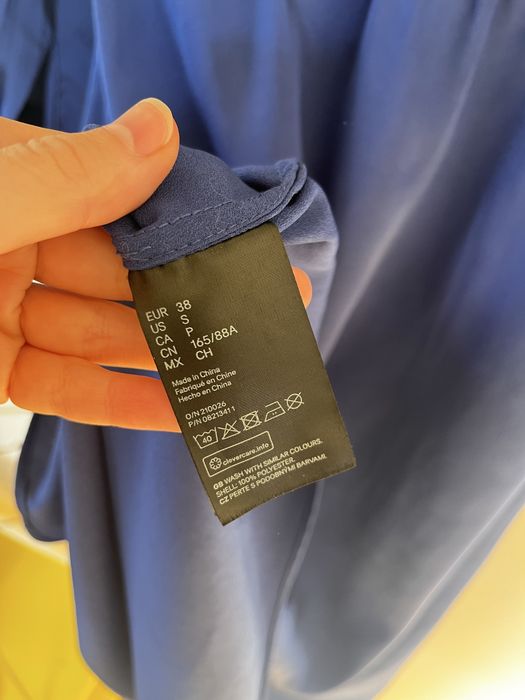 EUR 38
US S
CA P
CN 165/88A
MX CH
Made in China
Fabriqué en Chine
Hecho en China
O/N 210026
P/N 08213411
40
clevercare.info
GB WASH WITH SIMILAR COLOURS.
SHELL: 100% POLYESTER.
CZ PERTE S PODOBNÝMI BARVAMI.